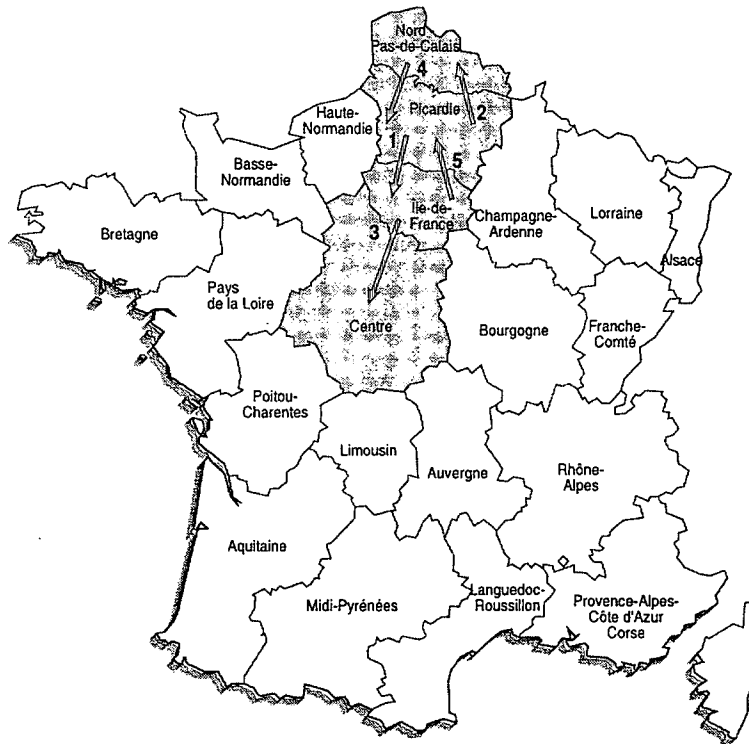 Nord
Pas-de-Calais
4
Picardie
2
Haute-
Normandie
1
5
Basse-
Normandie
Ile-de-
France
3
Champagne-
Ardenne
Lorraine
Alsace
Bretagne
Pays
de la Loire
Centre
Bourgogne
Franche-
Comté
Poitou-
Charentes
Limousin
Auvergne
Rhône-
Alpes
Aquitaine
Midi-Pyrénées
Languedoc-
Roussillon
Provence-Alpes-
Côte d'Azur
Corse